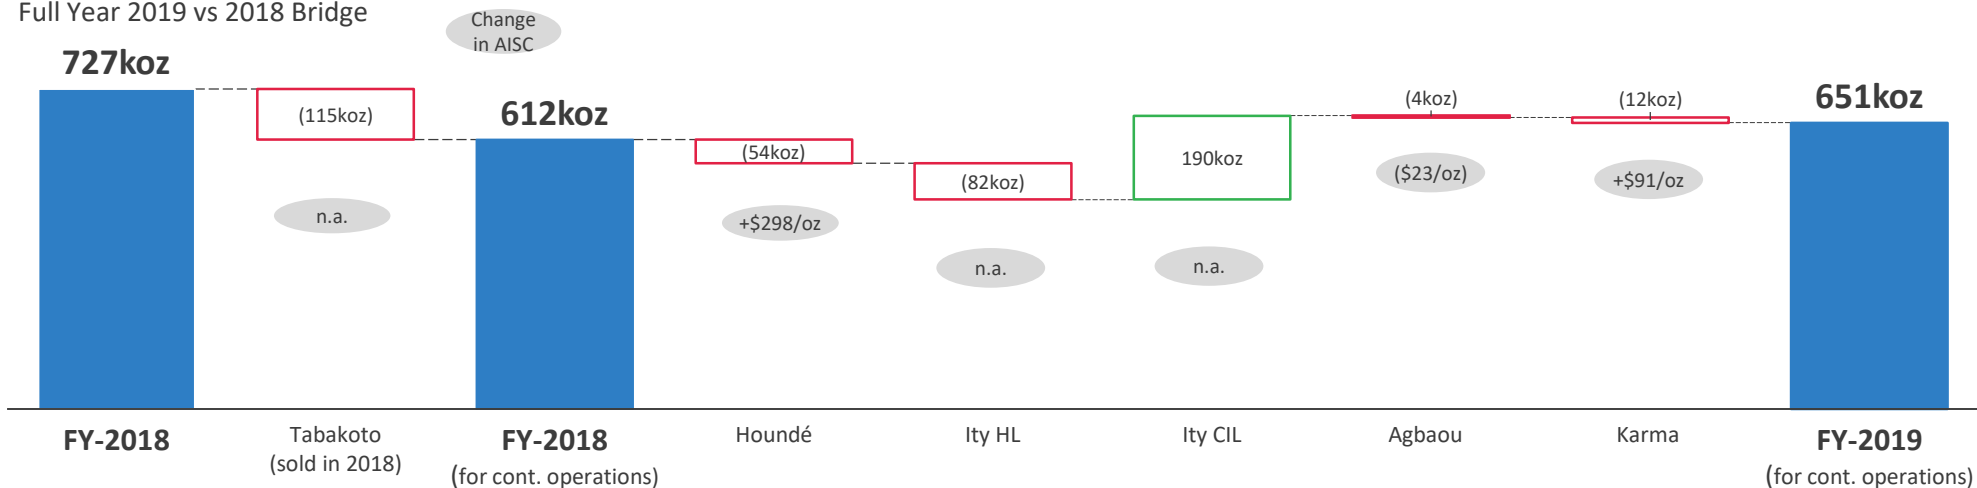 Full Year 2019 vs 2018 Bridge
Change
in AISC
727koz
(115koz)
n.a.
612koz
(54koz)
+$298/oz
(82koz)
n.a.
190koz
n.a.
(4koz)
($23/oz)
(12koz)
+$91/oz
651koz
FY-2018
Tabakoto
(sold in 2018)
FY-2018
(for cont. operations)
Houndé
Ity HL
Ity CIL
Agbaou
Karma
FY-2019
(for cont. operations)